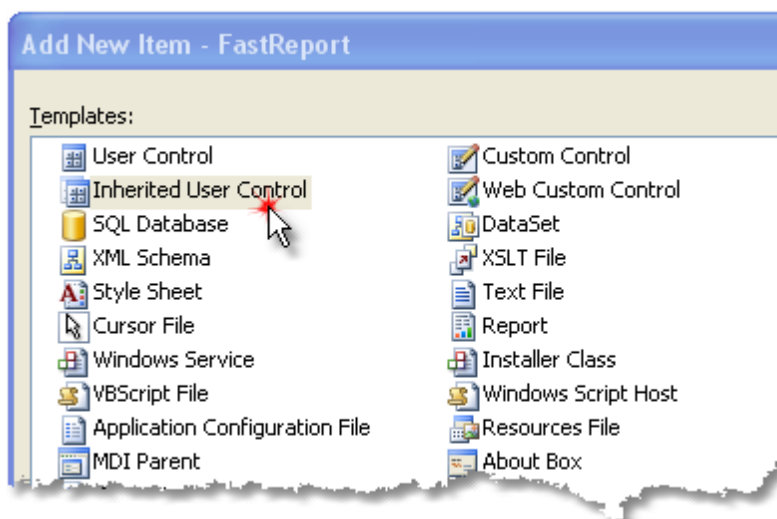 Add New Item - FastReport
Templates:
User Control
Custom Control
Inherited User Control
Web Custom Control
SQL Database
DataSet
XML Schema
XSLT File
Style Sheet
Text File
Cursor File
Report
Windows Service
Installer Class
VBScript File
Windows Script Host
Application Configuration File
Resources File
MDI Parent
About Box